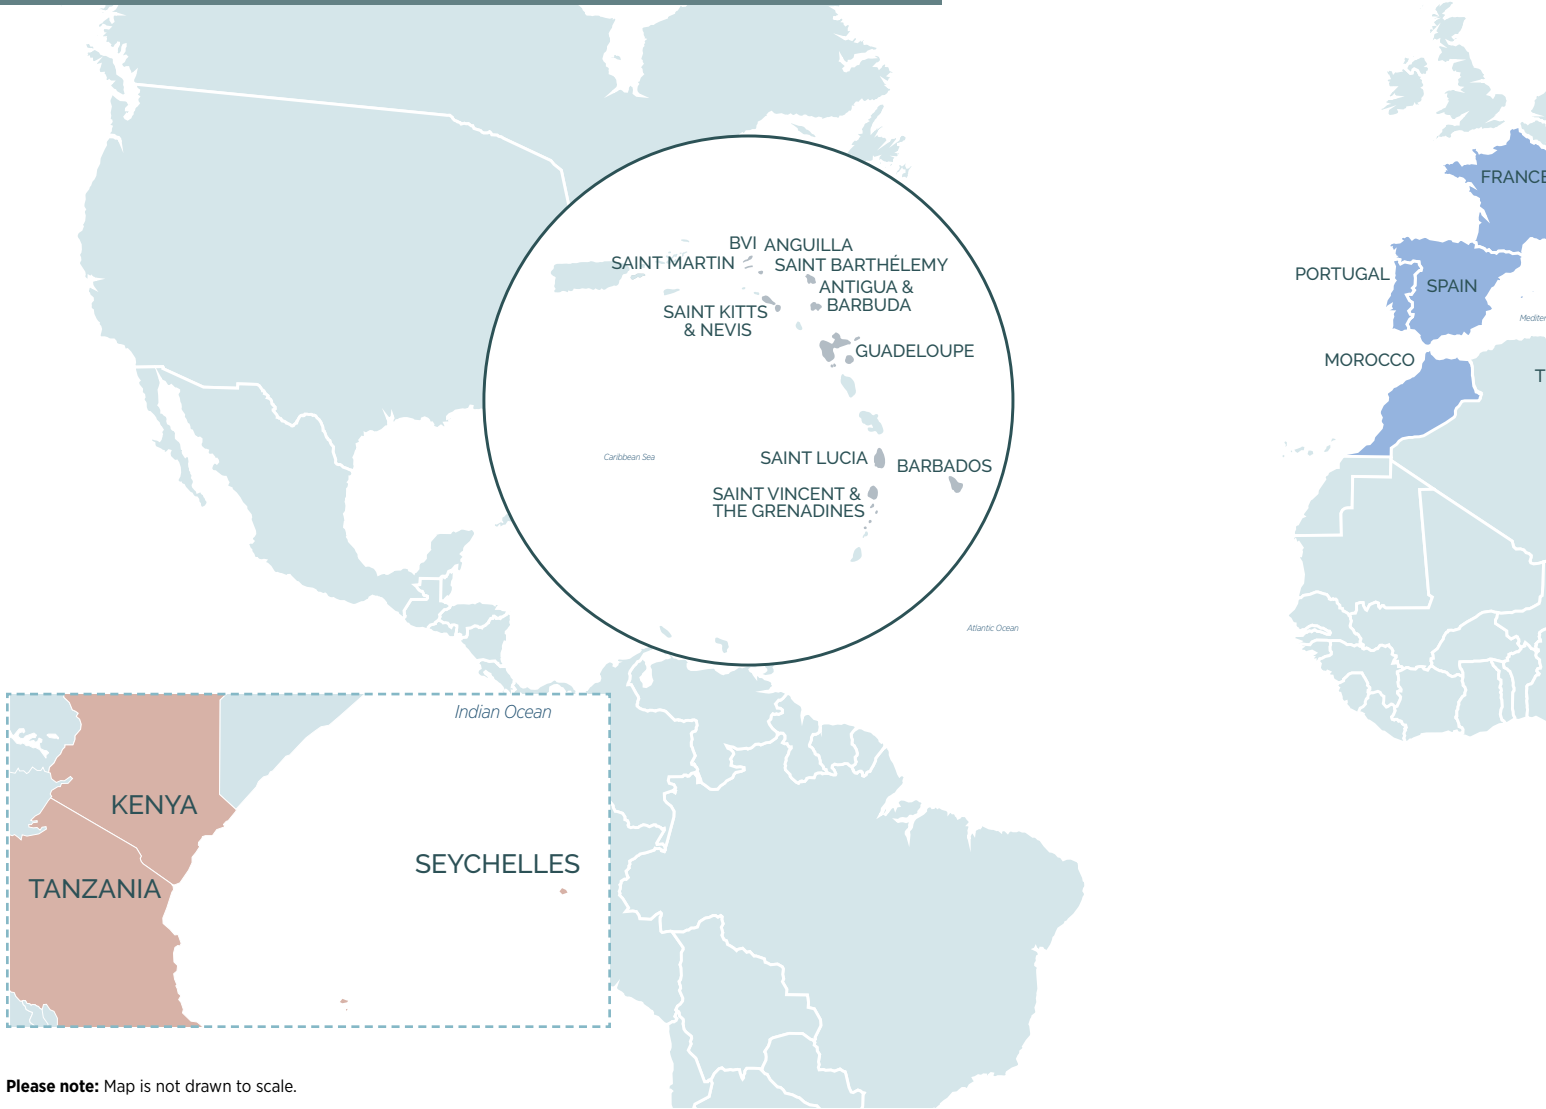 FRANCE
BVI
ANGUILLA
SAINT MARTIN
SAINT BARTHÉLEMY
PORTUGAL
SPAIN
ANTIGUA &
BARBUDA
SAINT KITTS
& NEVIS
GUADELOUPE
MOROCCO
T
Caribbean Sea
SAINT LUCIA
BARBADOS
SAINT VINCENT &
THE GRENADINES
Atlantic Ocean
Indian Ocean
KENYA
SEYCHELLES
TANZANIA
Please note: Map is not drawn to scale.